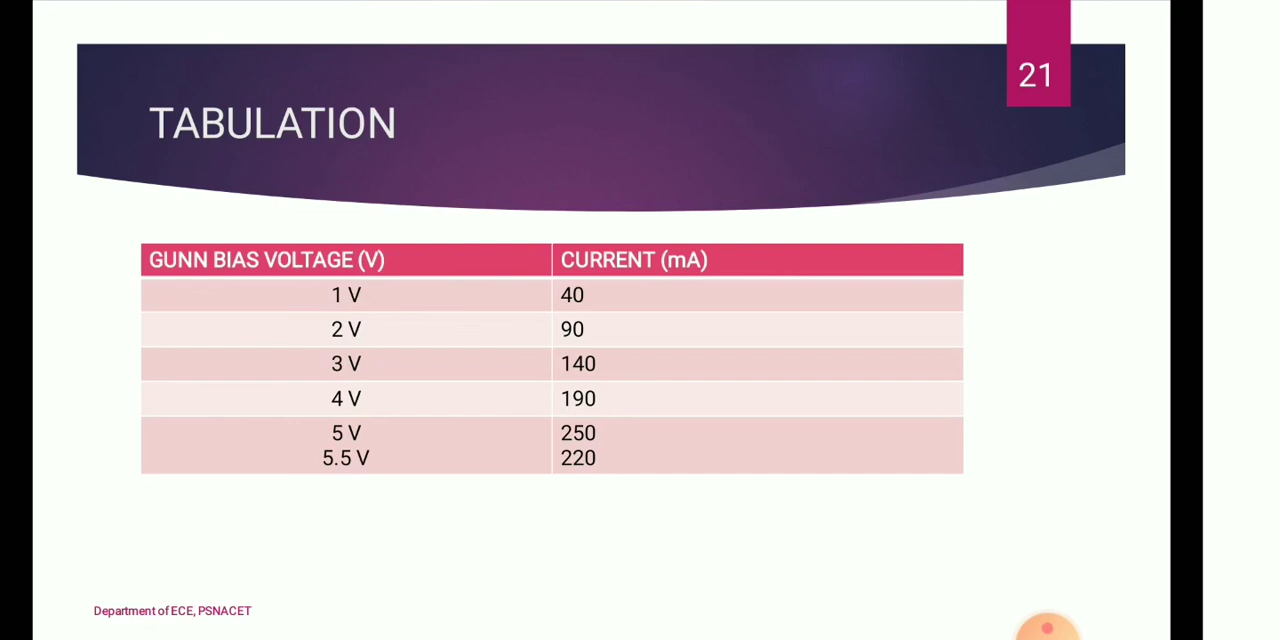 21
TABULATION
GUNN BIAS VOLTAGE (V) CURRENT (mA)
1 V 40
2 V 90
3 V 140
4 V 190
5 V 250
5.5 V 220
Department of ECE, PSNACET